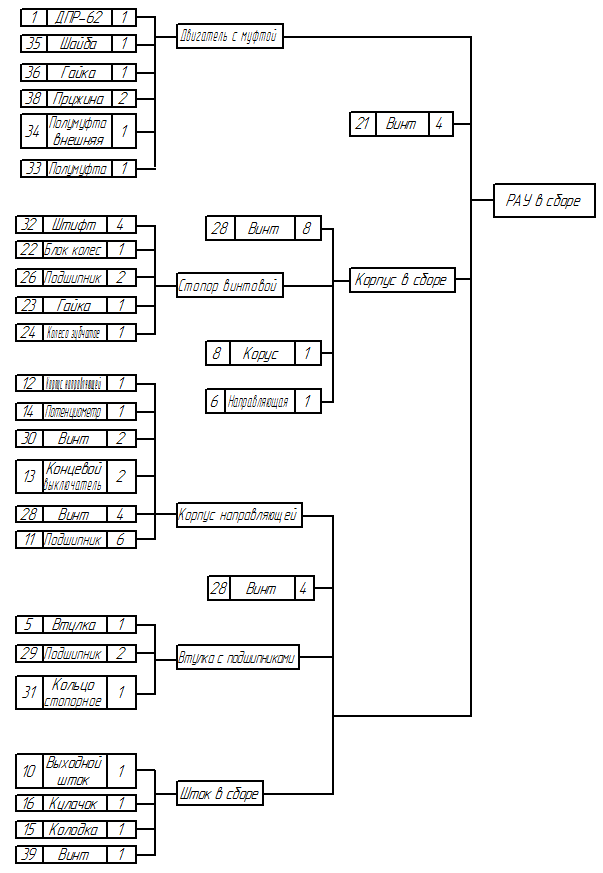 1 ДПР-62 1
35 Шайба 1
36 Гайка 1
38 Пружина 2
34 Полумуфта внешняя 1
33 Полумуфта 1
Двигатель с муфтой
21 Винт 4
РАУ в сборе
32 Штифт 4
22 Блок колес 1
26 Подшипник 2
23 Гайка 1
24 Колесо зубчатое 1
Стопор винтовой
28 Винт 8
8 Корус 1
6 Направляющая 1
Корпус в сборе
12 Корпус направляющей 1
14 Потенциометр 1
30 Винт 2
13 Концевой выключатель 2
28 Винт 4
11 Подшипник 6
Корпус направляющей
28 Винт 4
5 Втулка 1
29 Подшипник 2
31 Кольцо стопорное 1
Втулка с подшипниками
10 Выходной шток 1
16 Кулачок 1
15 Колодка 1
39 Винт 1
Шток в сборе